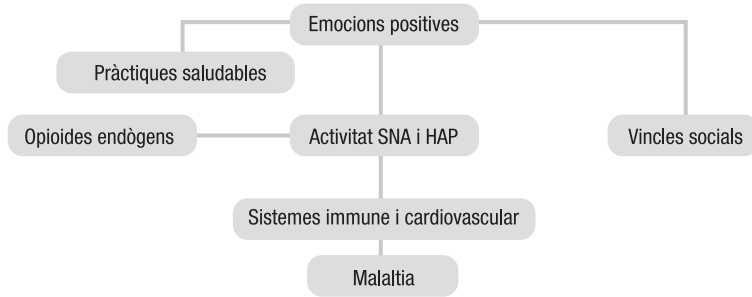 Emocions positives
Pràctiques saludables
Opioides endògens
Activitat SNA i HAP
Vincles socials
Sistemes immune i cardiovascular
Malaltia